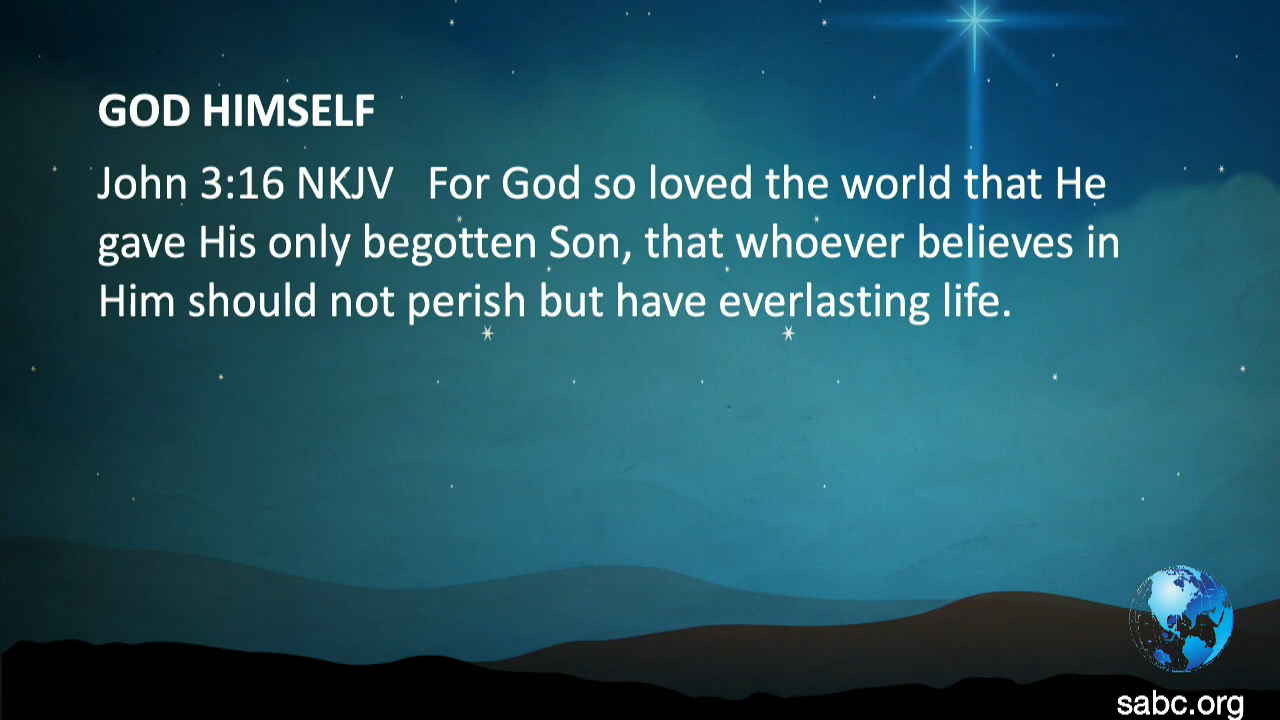 GOD HIMSELF
John 3:16 NKJV   For God so loved the world that He
gave His only begotten Son, that whoever believes in
Him should not perish but have everlasting life.
sabc.org